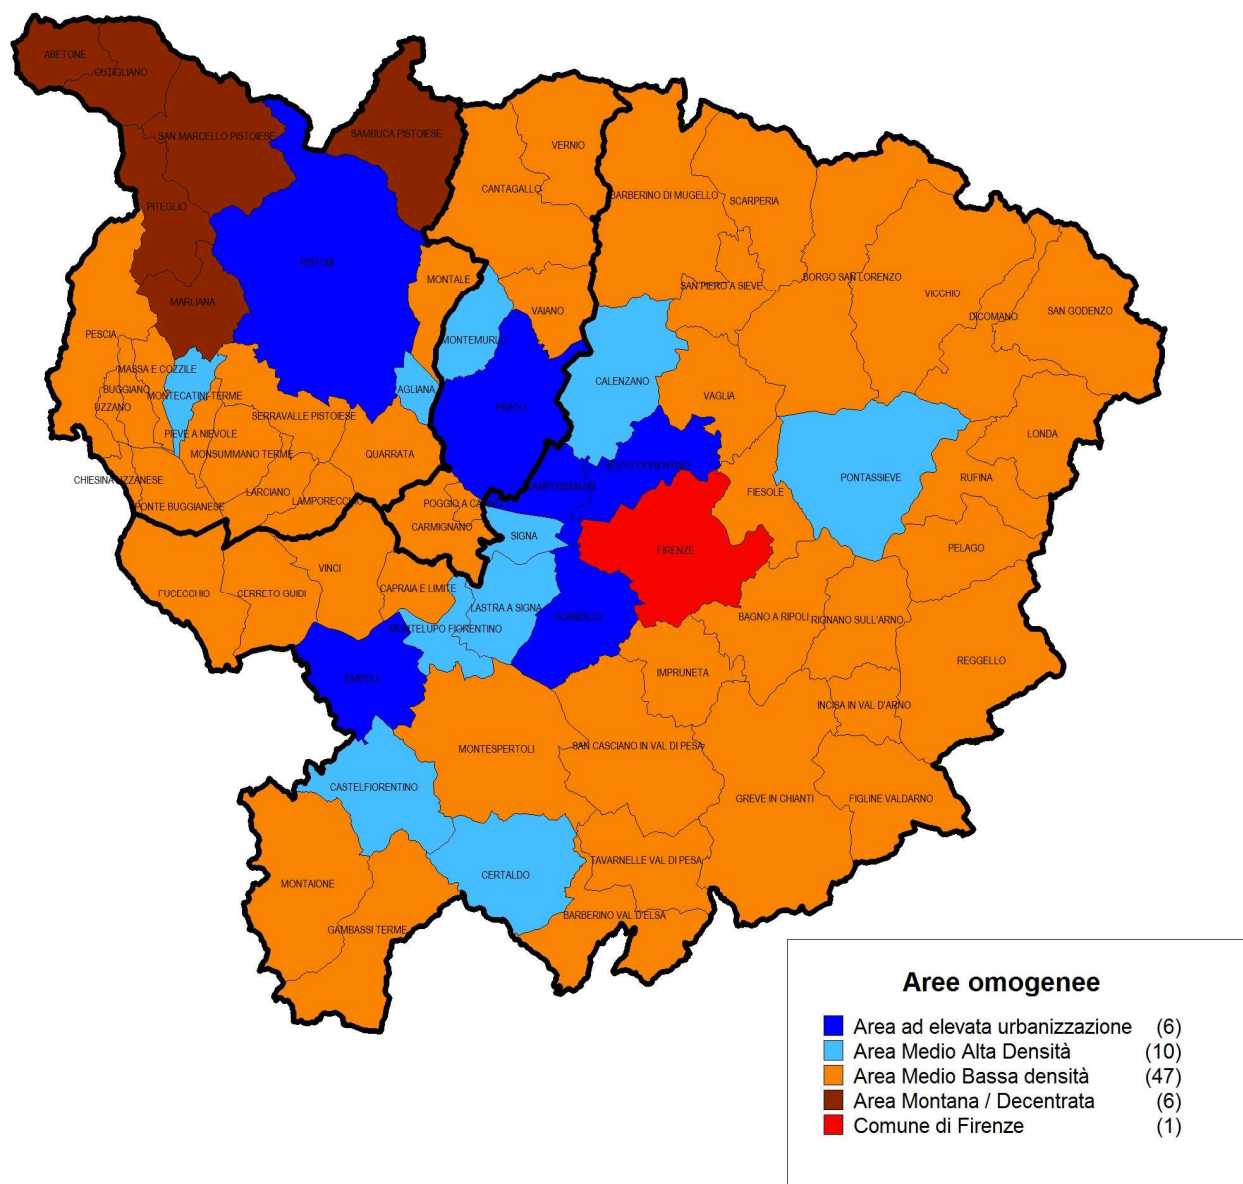 ABETONE
CUTIGLIANO
SAN MARCELLO PISTOIESE
SAMBUCA PISTOIESE
VERNIO
CANTAGALLO
BARBERINO DI MUGELLO
SCARPERIA
PITEGLIO
PISTOIA
MONTALE
SAN PIERO A SIEVE
BORGO SAN LORENZO
VICCHIO
DICOMANO
SAN GODENZO
MARLIANA
VAIANO
PESCIA
MONTEMURLO
MASSA E COZZILE
BUGGIANO
MONTECATINI-TERME
AGLIANA
CALENZANO
VAGLIA
UZZANO
PRATO
SERRAVALLE PISTOIESE
PIEVE A NIEVOLE
MONSUMMANO TERME
QUARRATA
LONDA
CHIESINA UZZANESE
SESTO FIORENTINO
PONTASSIEVE
RUFINA
LARCIANO
LAMPORECCHIO
FIESOLE
PONTE BUGGIANESE
POGGIO A CA
CARMIGNANO
SIGNA
FIRENZE
PELAGO
VINCI
FUCECCHIO
CERRETO GUIDI
CAPRAIA E LIMITE
LASTRA A SIGNA
SCANDICCI
BAGNO A RIPOLI
RIGNANO SULL'ARNO
MONTELUPO FIORENTINO
REGGELLO
EMPOLI
IMPRUNETA
INCISA IN VAL D'ARNO
MONTESPERTOLI
SAN CASCIANO IN VAL DI PESA
CASTELFIORENTINO
GREVE IN CHIANTI
FIGLINE VALDARNO
TAVARNELLE VAL DI PESA
CERTALDO
MONTAIONE
BARBERINO VAL D'ELSA
GAMBASSI TERME
Aree omogenee
Area ad elevata urbanizzazione (6)
Area Medio Alta Densità (10)
Area Medio Bassa densità (47)
Area Montana / Decentrata (6)
Comune di Firenze (1)